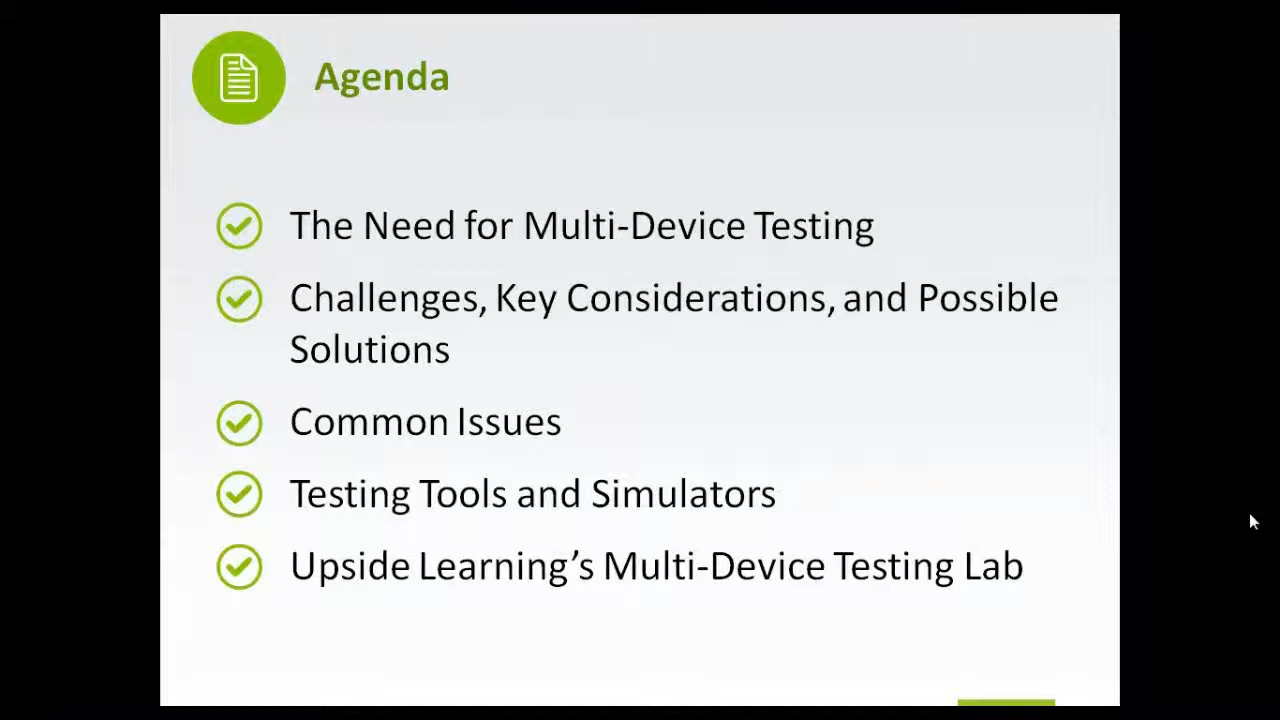 Agenda
The Need for Multi-Device Testing
Challenges, Key Considerations, and Possible
Solutions
Common Issues
Testing Tools and Simulators
Upside Learning’s Multi-Device Testing Lab